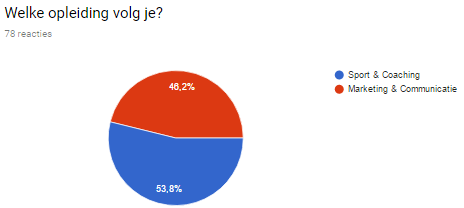 Welke opleiding volg je?
78 reacties
Sport & Coaching
Marketing & Communicatie
46,2%
53,8%